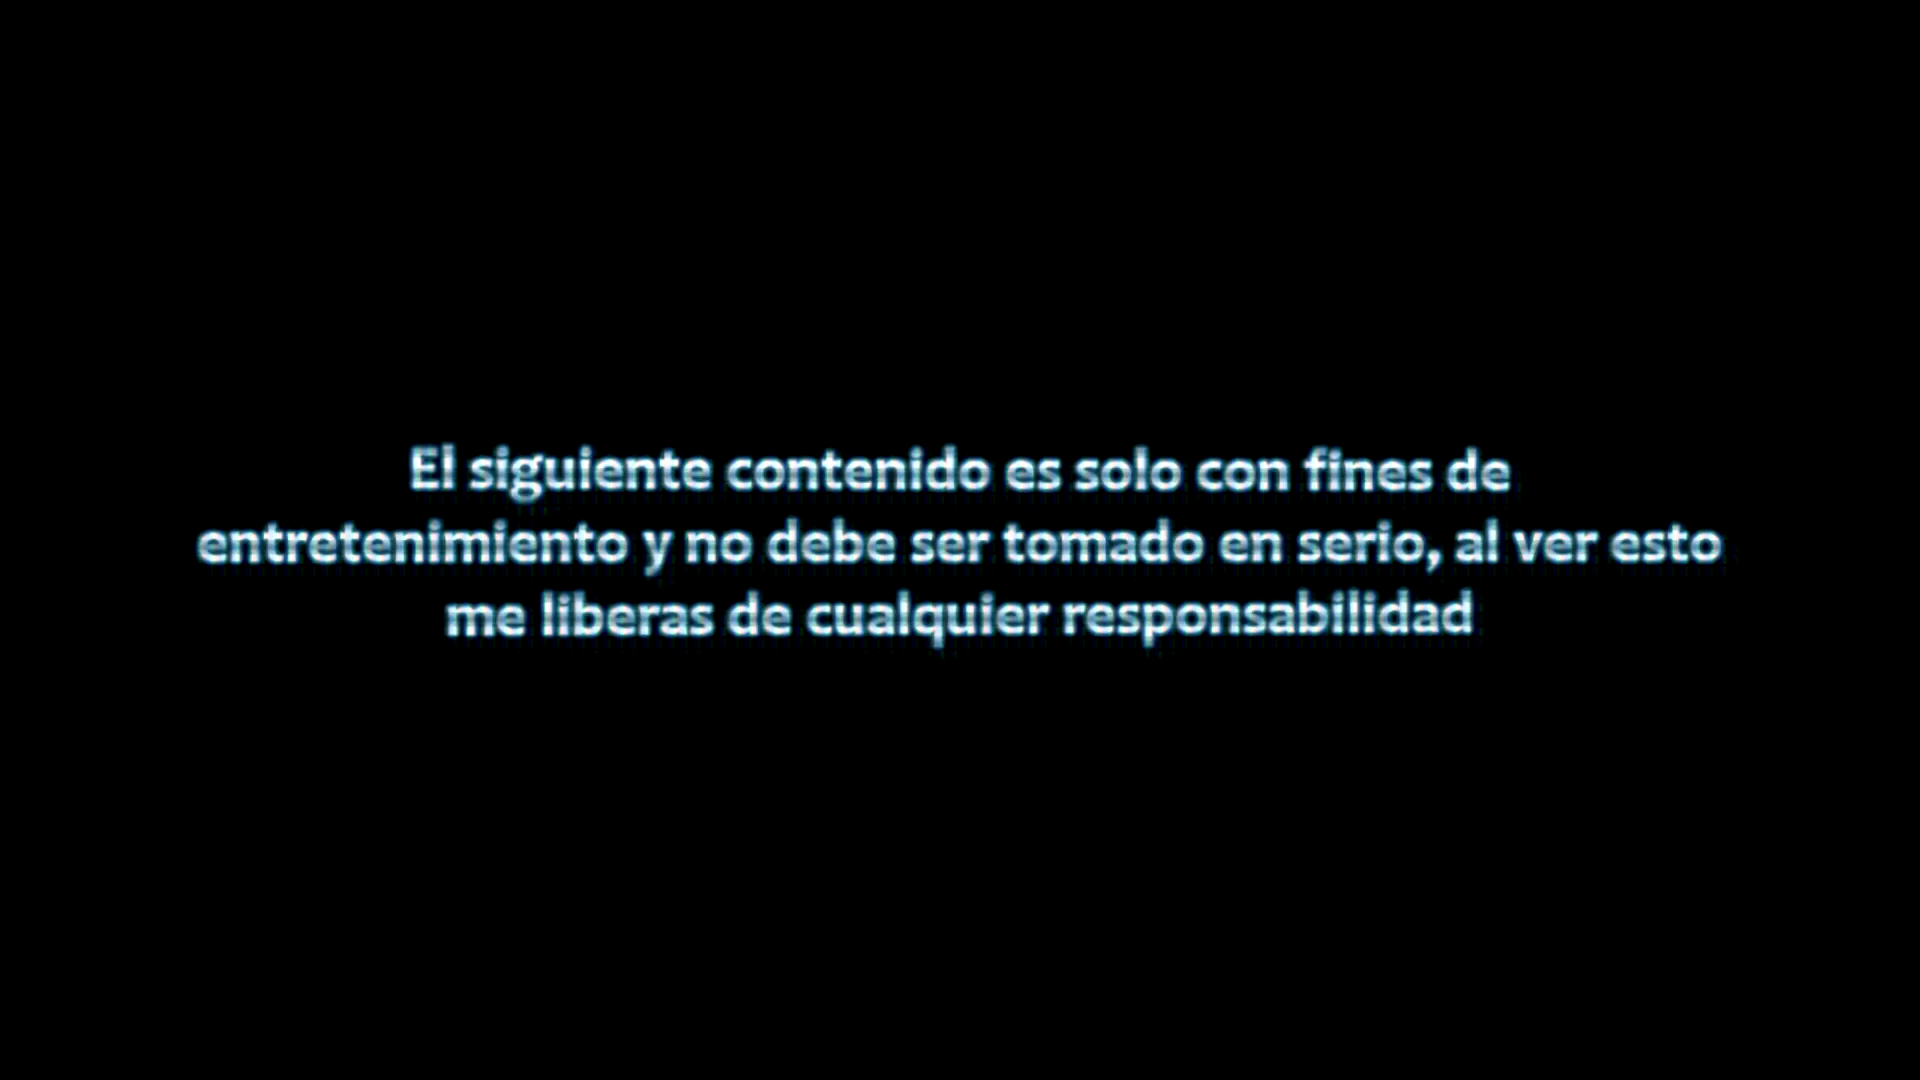 El siguiente contenido es solo con fines de
entretenimiento y no debe ser tomado en serio, al ver esto
me liberas de cualquier responsabilidad